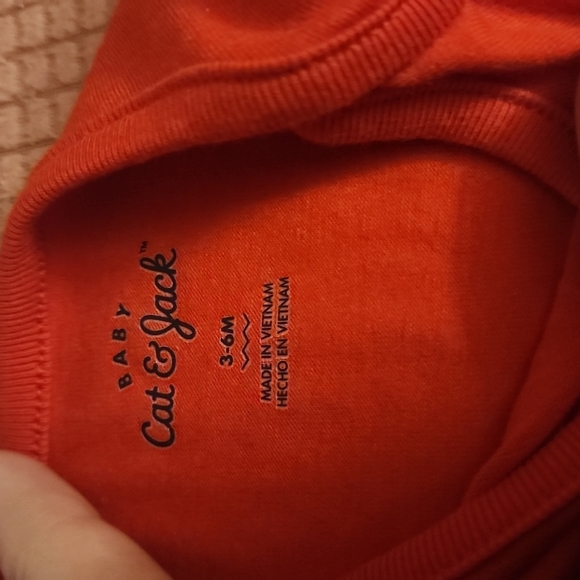 BABY
Cat & Jack™
3-6M
MADE IN VIETNAM
HECHO EN VIETNAM